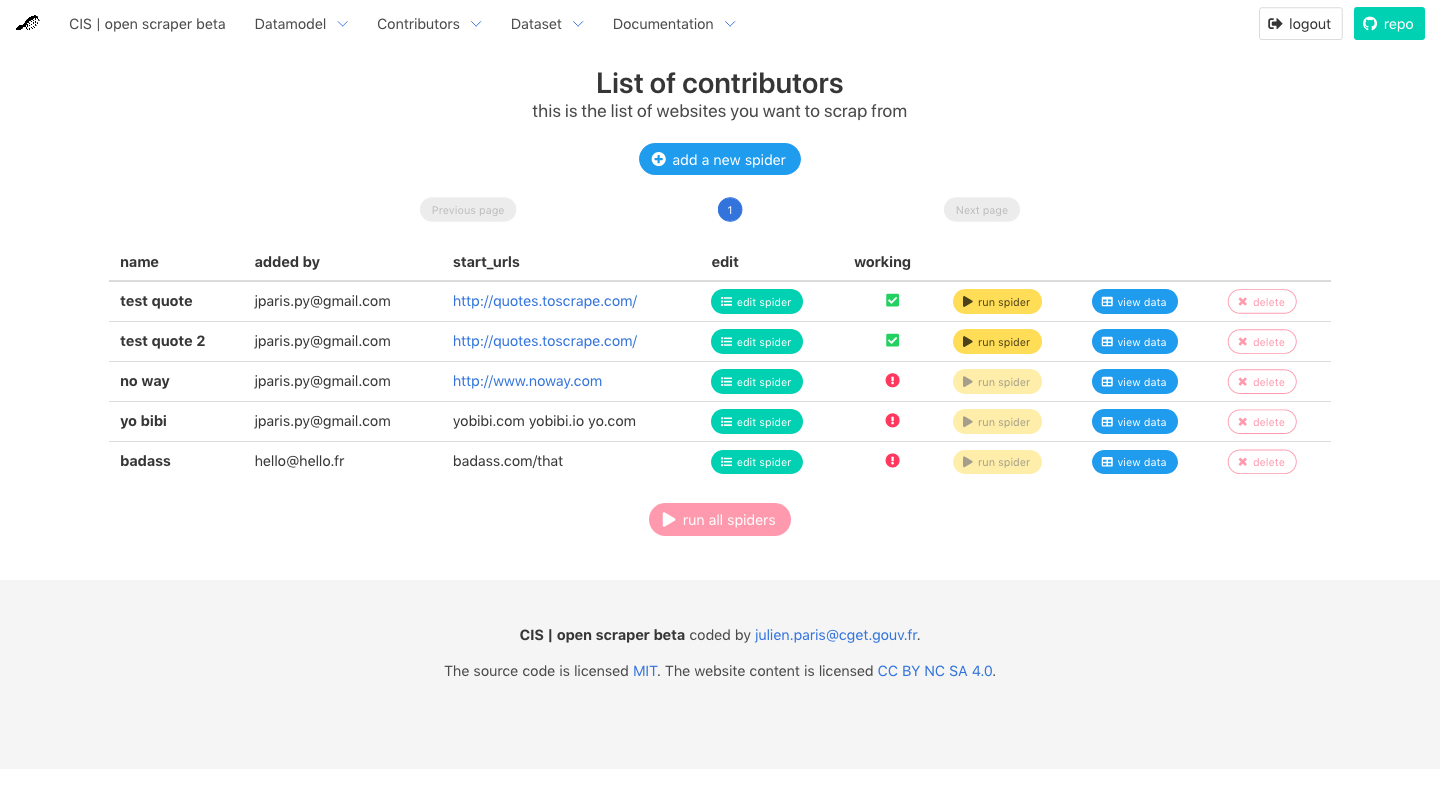 CIS | open scraper beta Datamodel Contributors Dataset Documentation logout repo
List of contributors
this is the list of websites you want to scrap from
add a new spider
Previous page 1 Next page
name added by start_urls edit working
test quote jparis.py@gmail.com http://quotes.toscrape.com/ edit spider run spider view data delete
test quote 2 jparis.py@gmail.com http://quotes.toscrape.com/ edit spider run spider view data delete
no way jparis.py@gmail.com http://www.noway.com edit spider run spider view data delete
yo bibi jparis.py@gmail.com yobibi.com yobibi.io yo.com edit spider run spider view data delete
badass hello@hello.fr badass.com/that edit spider run spider view data delete
run all spiders
CIS | open scraper beta coded by julien.paris@cget.gouv.fr.
The source code is licensed MIT. The website content is licensed CC BY NC SA 4.0.